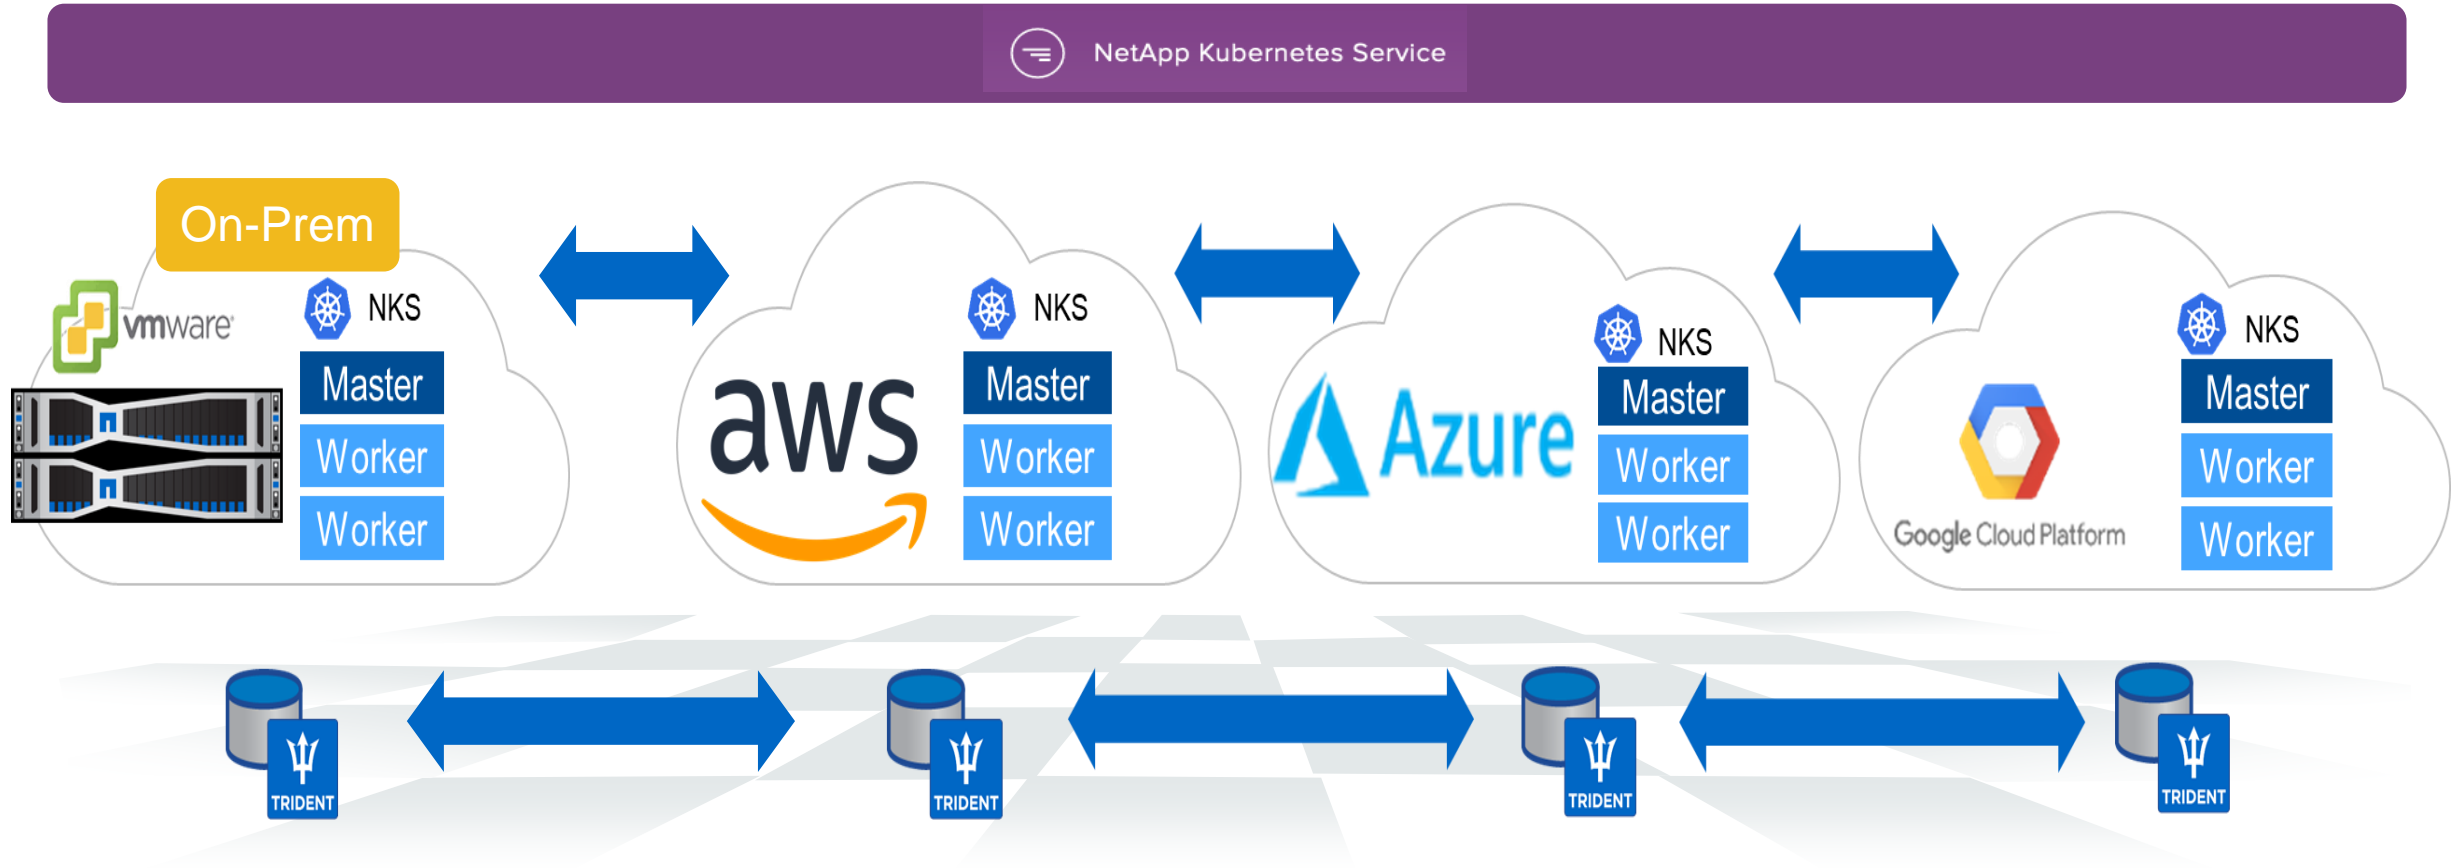 NetApp Kubernetes Service
On-Prem
vmware
NKS
Master
Worker
Worker
aws
NKS
Master
Worker
Worker
Azure
NKS
Master
Worker
Worker
Google Cloud Platform
NKS
Master
Worker
Worker
TRIDENT
TRIDENT
TRIDENT
TRIDENT